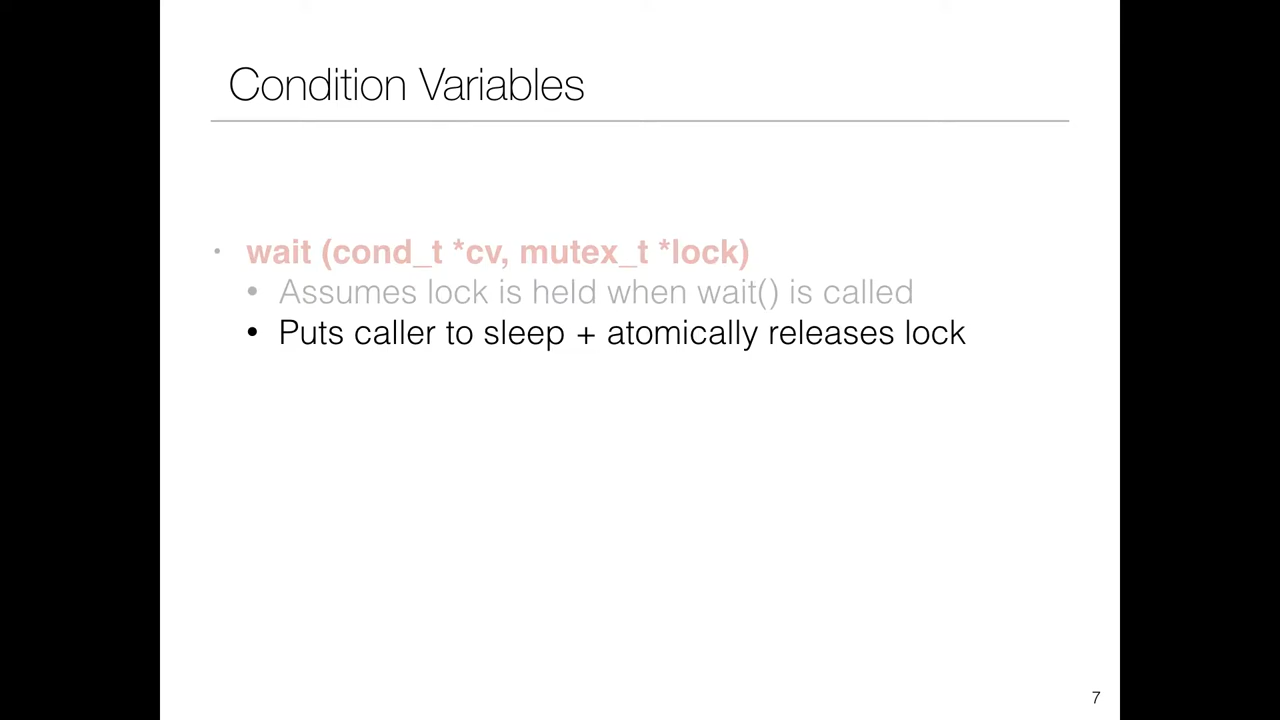 Condition Variables
• wait (cond_t *cv, mutex_t *lock)
• Assumes lock is held when wait() is called
• Puts caller to sleep + atomically releases lock
7